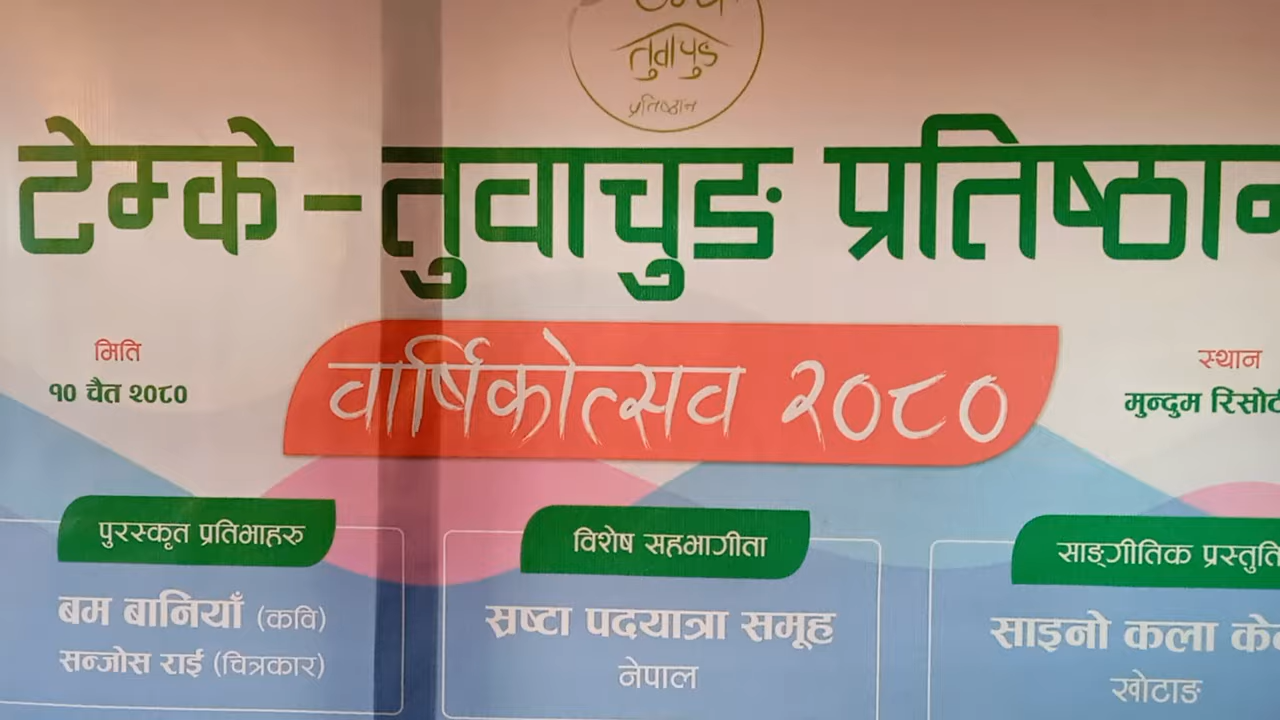 तुवाचुङ
प्रतिष्ठान
टेम्के-तुवाचुङ प्रतिष्ठान
मिति
१० चैत २०८०
वार्षिकोत्सव २०८०
स्थान
मुन्दुम रिसोर्ट
पुरस्कृत प्रतिभाहरु
बम बानियाँ (कवि)
सन्जोस राई (चित्रकार)
विशेष सहभागीता
स्रष्टा पदयात्रा समूह
नेपाल
साङ्गीतिक प्रस्तुति
साइनो कला
खोटाङ